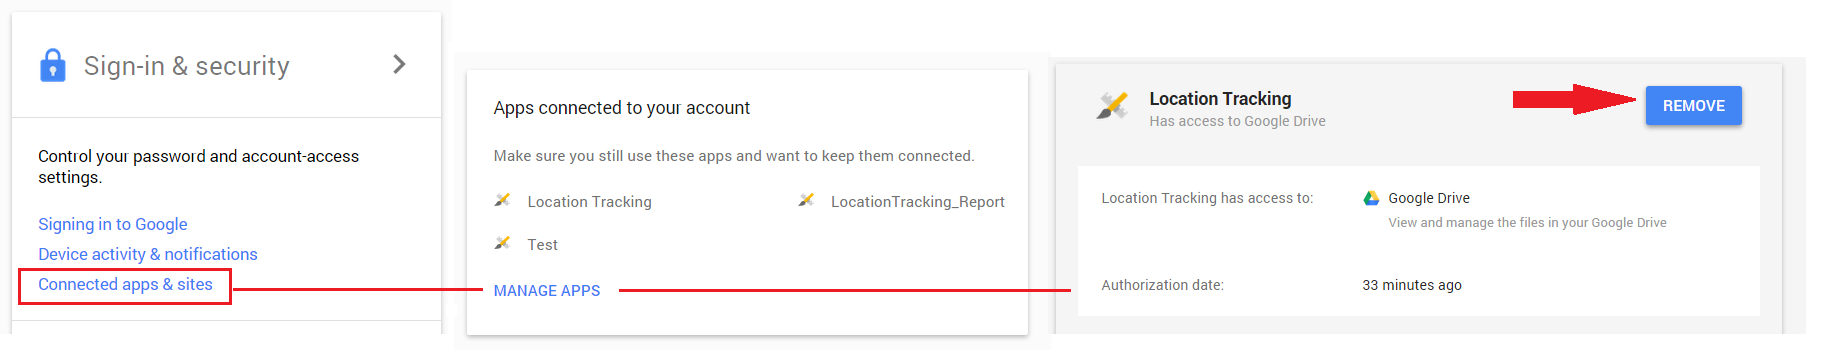 Sign-in & security
Control your password and account-access
settings.
Signing in to Google
Device activity & notifications
Connected apps & sites
Apps connected to your account
Make sure you still use these apps and want to keep them connected.
Location Tracking
LocationTracking_Report
Test
MANAGE APPS
Location Tracking
Has access to Google Drive
REMOVE
Location Tracking has access to:
Google Drive
View and manage the files in your Google Drive
Authorization date:
33 minutes ago